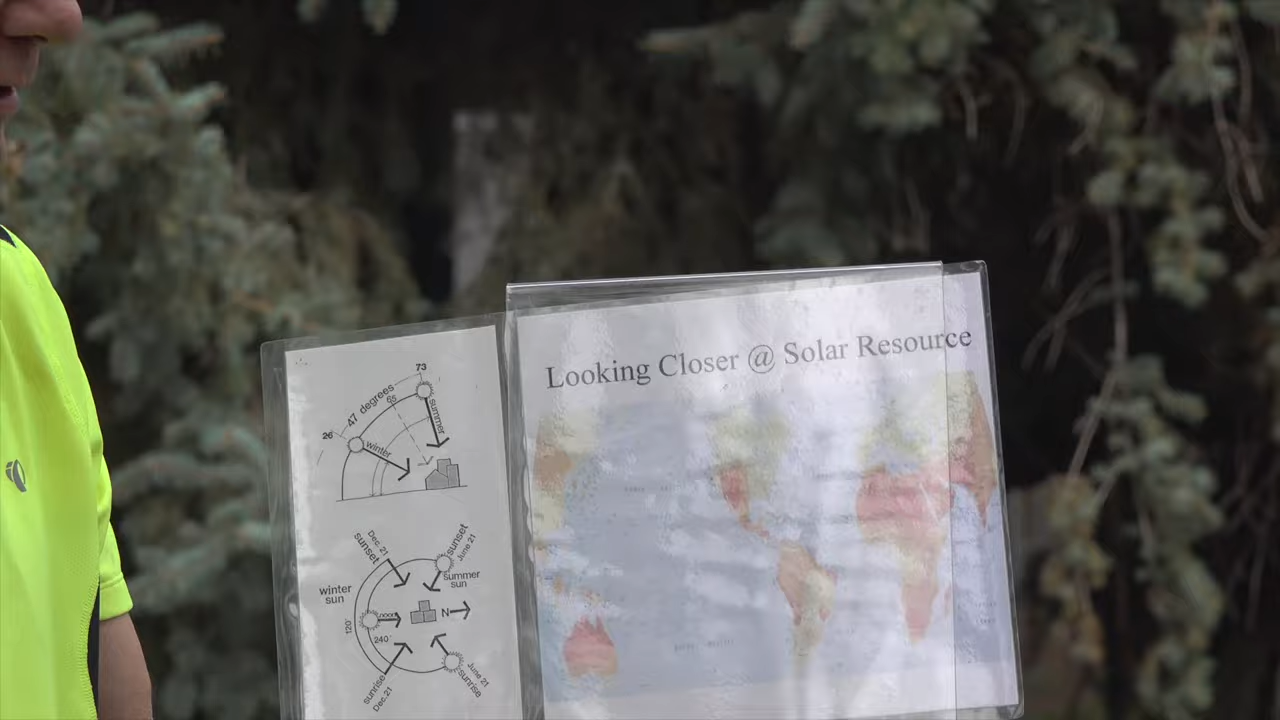 Looking Closer @ Solar Resource
73
47 degrees
65
26
summer
winter
Dec. 21
sunset
sunset
June 21
winter
sun
summer
sun
noon
N
120°
240°
sunrise
Dec. 21
June 21
sunrise